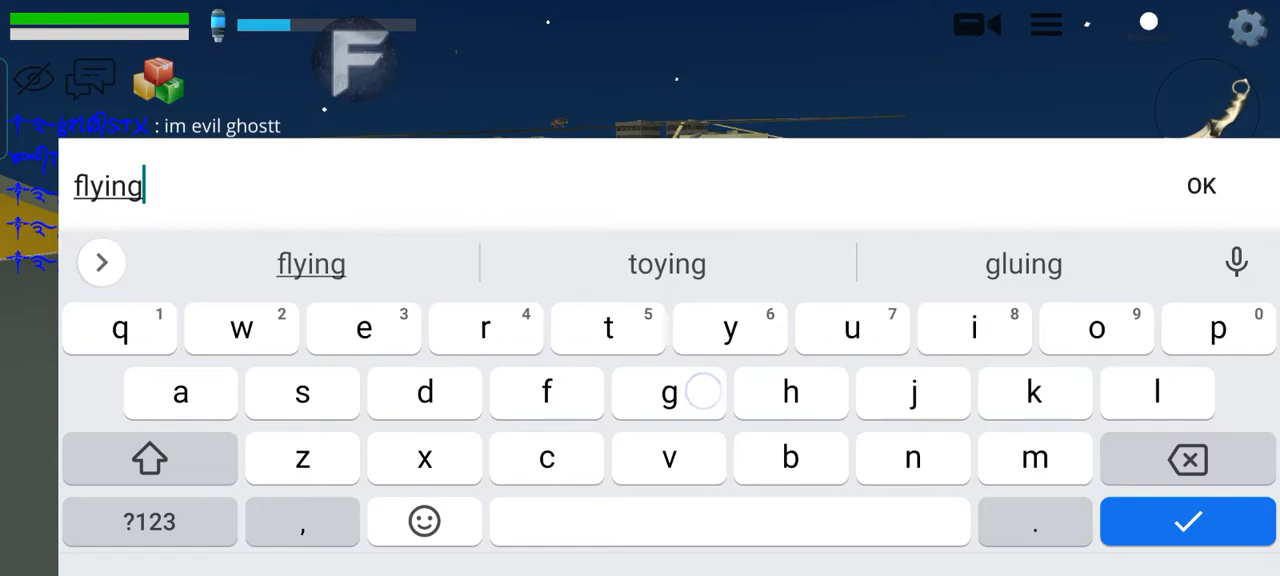 F
: im evil ghostt
flying
OK
flying toying gluing
q 1 w 2 e 3 r 4 t 5 y 6 u 7 i 8 o 9 p 0
a s d f g h j k l
z x c v b n m
?123 , .